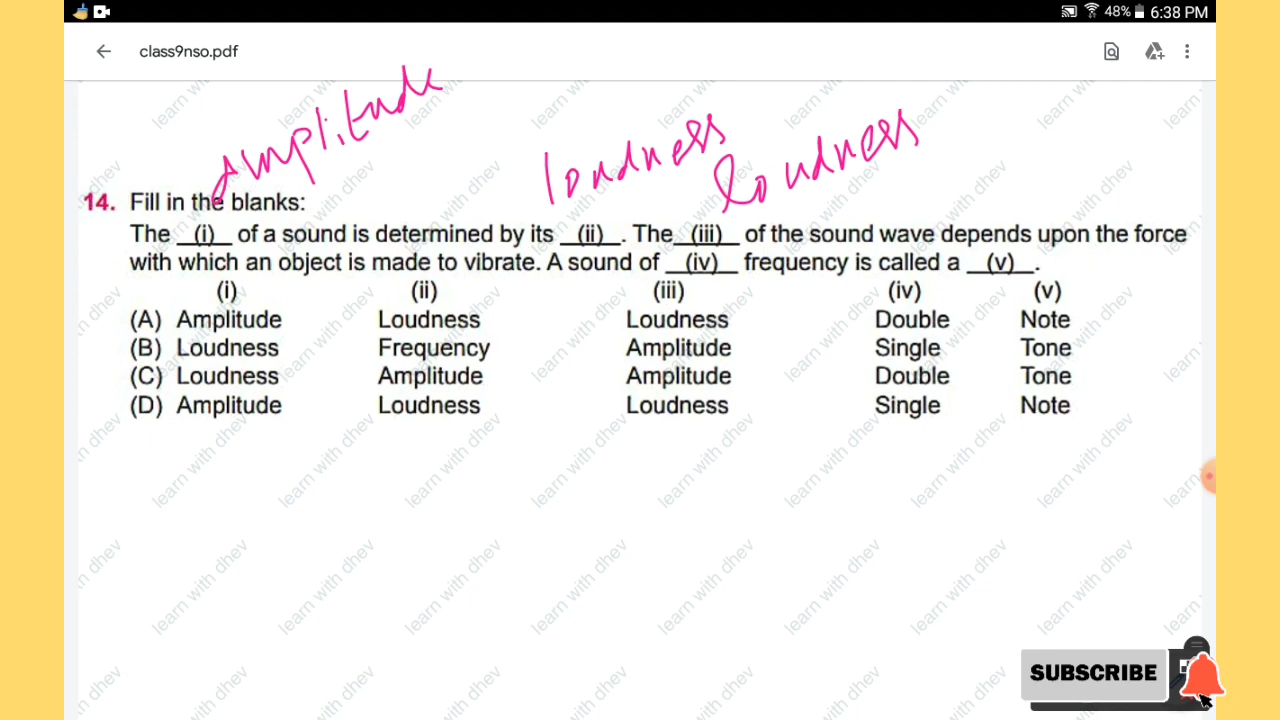 48% 6:38 PM
class9nso.pdf
Amplitude
loudness
loudness
14. Fill in the blanks:
The (i) of a sound is determined by its (ii). The (iii) of the sound wave depends upon the force
with which an object is made to vibrate. A sound of (iv) frequency is called a (v).
(i) (ii) (iii) (iv) (v)
(A) Amplitude Loudness Loudness Double Note
(B) Loudness Frequency Amplitude Single Tone
(C) Loudness Amplitude Amplitude Double Tone
(D) Amplitude Loudness Loudness Single Note
learn with dhev
SUBSCRIBE